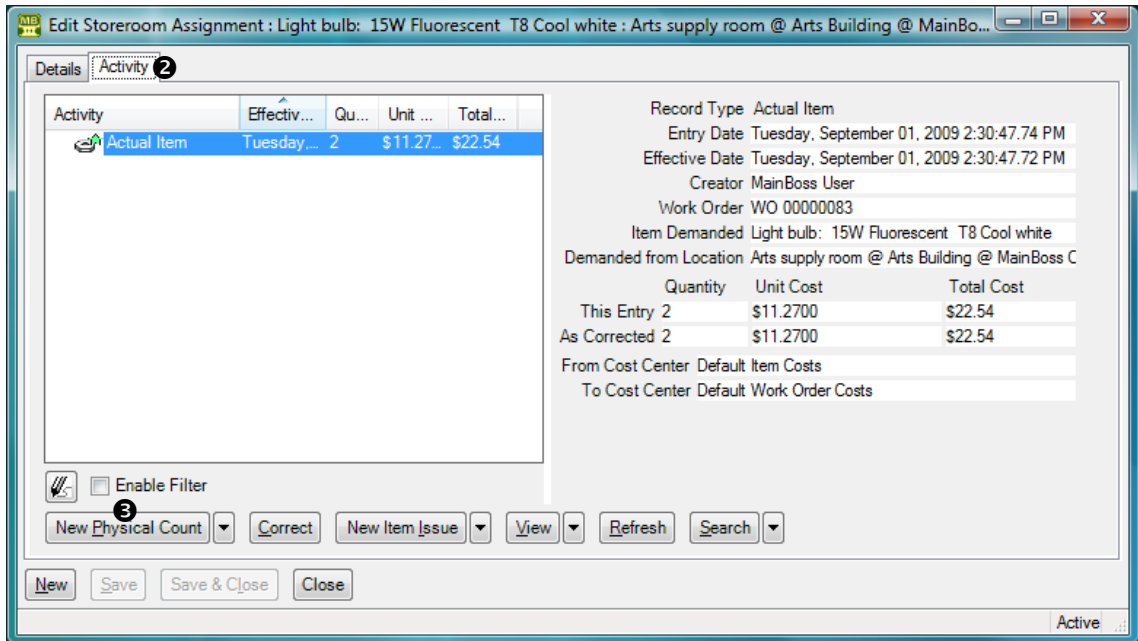 MB
Edit Storeroom Assignment : Light bulb:  15W Fluorescent  T8 Cool white : Arts supply room @ Arts Building @ MainBo...
Details Activity ❷
Activity Effectiv... Qu... Unit ... Total...
Actual Item Tuesday,... 2 $11.27... $22.54
Record Type Actual Item
Entry Date Tuesday, September 01, 2009 2:30:47.74 PM
Effective Date Tuesday, September 01, 2009 2:30:47.72 PM
Creator MainBoss User
Work Order WO 00000083
Item Demanded Light bulb:  15W Fluorescent  T8 Cool white
Demanded from Location Arts supply room @ Arts Building @ MainBoss C
Quantity Unit Cost Total Cost
This Entry 2 $11.2700 $22.54
As Corrected 2 $11.2700 $22.54
From Cost Center Default Item Costs
To Cost Center Default Work Order Costs
Enable Filter
❸
New Physical Count Correct New Item Issue View Refresh Search
New Save Save & Close Close
Active